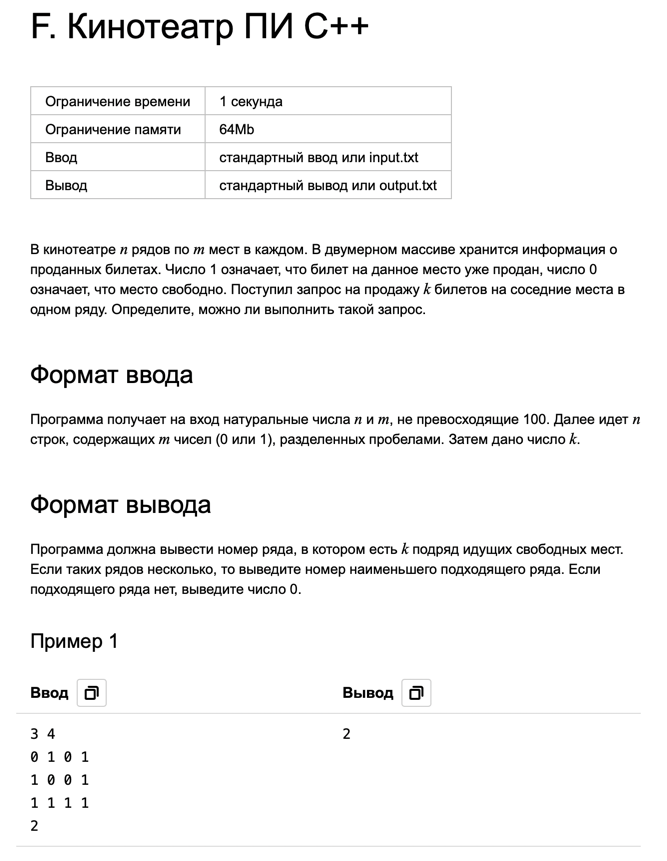 F. Кинотеатр ПИ C++
Ограничение времени 1 секунда
Ограничение памяти 64Mb
Ввод стандартный ввод или input.txt
Вывод стандартный вывод или output.txt
В кинотеатре n рядов по m мест в каждом. В двумерном массиве хранится информация о
проданных билетах. Число 1 означает, что билет на данное место уже продан, число 0
означает, что место свободно. Поступил запрос на продажу k билетов на соседние места в
одном ряду. Определите, можно ли выполнить такой запрос.
Формат ввода
Программа получает на вход натуральные числа n и m, не превосходящие 100. Далее идет n
строк, содержащих m чисел (0 или 1), разделенных пробелами. Затем дано число k.
Формат вывода
Программа должна вывести номер ряда, в котором есть k подряд идущих свободных мест.
Если таких рядов несколько, то выведите номер наименьшего подходящего ряда. Если
подходящего ряда нет, выведите число 0.
Пример 1
Ввод Вывод
3 4 2
0 1 0 1
1 0 0 1
1 1 1 1
2